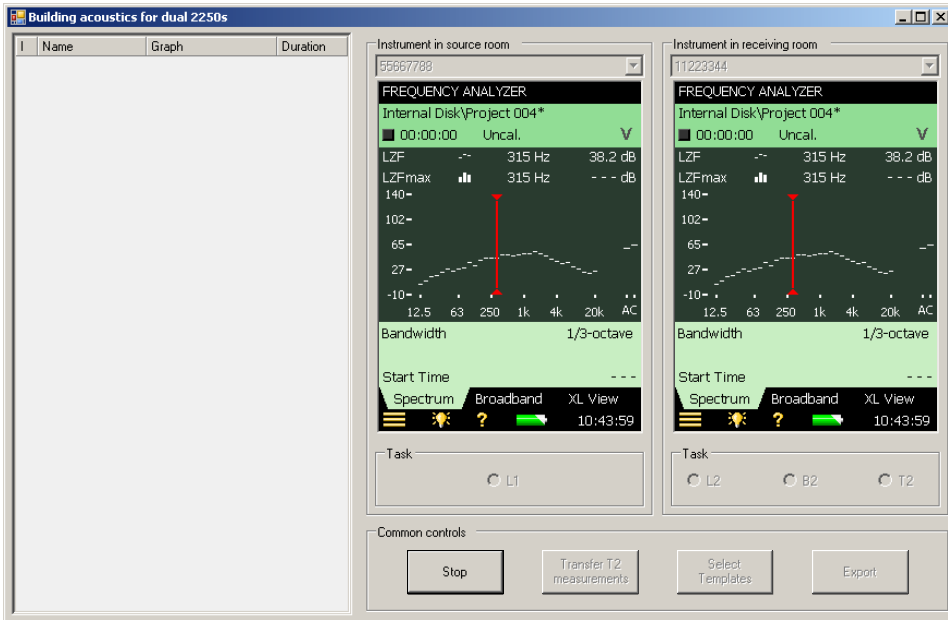 Building acoustics for dual 2250s
I Name Graph Duration
Instrument in source room
55667788
FREQUENCY ANALYZER
Internal Disk\Project 004*
00:00:00 Uncal. V
LZF 315 Hz 38.2 dB
LZFmax 315 Hz - - - dB
140-
102-
65-
27-
-10-
12.5 63 250 1k 4k 20k AC
Bandwidth 1/3-octave
Start Time - - -
Spectrum Broadband XL View
? 10:43:59
Task
L1
Instrument in receiving room
11223344
FREQUENCY ANALYZER
Internal Disk\Project 004*
00:00:00 Uncal. V
LZF 315 Hz 38.2 dB
LZFmax 315 Hz - - - dB
140-
102-
65-
27-
-10-
12.5 63 250 1k 4k 20k AC
Bandwidth 1/3-octave
Start Time - - -
Spectrum Broadband XL View
? 10:43:59
Task
L2 B2 T2
Common controls
Stop
Transfer T2
measurements
Select
Templates
Export